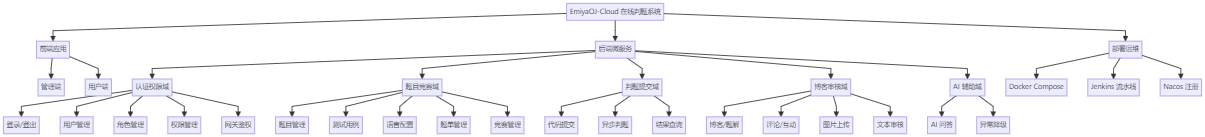 EmiyaOJ-Cloud 在线判题系统
前端应用
后端微服务
部署运维
管理端
用户端
认证权限域
题目竞赛域
判题提交域
博客审核域
AI 辅助域
Docker Compose
Jenkins 流水线
Nacos 注册
登录/登出
用户管理
角色管理
权限管理
网关鉴权
题目管理
测试用例
语言配置
题单管理
竞赛管理
代码提交
异步判题
结果查询
博客/题解
评论/互动
图片上传
文本审核
AI 问答
异常降级